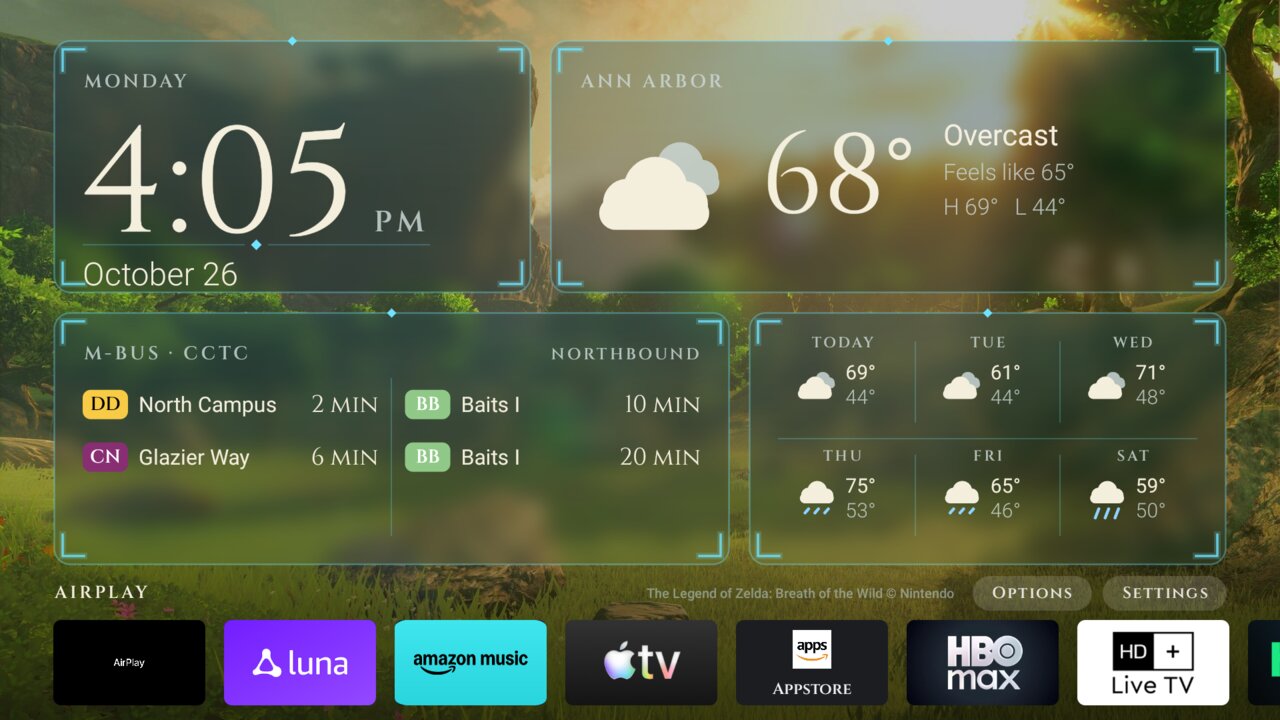 MONDAY
4:05 PM
October 26
ANN ARBOR
68°
Overcast
Feels like 65°
H 69° L 44°
M-BUS · CCTC
NORTHBOUND
DD North Campus 2 MIN
CN Glazier Way 6 MIN
BB Baits I 10 MIN
BB Baits I 20 MIN
TODAY
69°
44°
TUE
61°
44°
WED
71°
48°
THU
75°
53°
FRI
65°
46°
SAT
59°
50°
AIRPLAY
The Legend of Zelda: Breath of the Wild © Nintendo
OPTIONS
SETTINGS
AirPlay
luna
amazon music
tv
apps
APPSTORE
HBO
max
HD +
Live TV